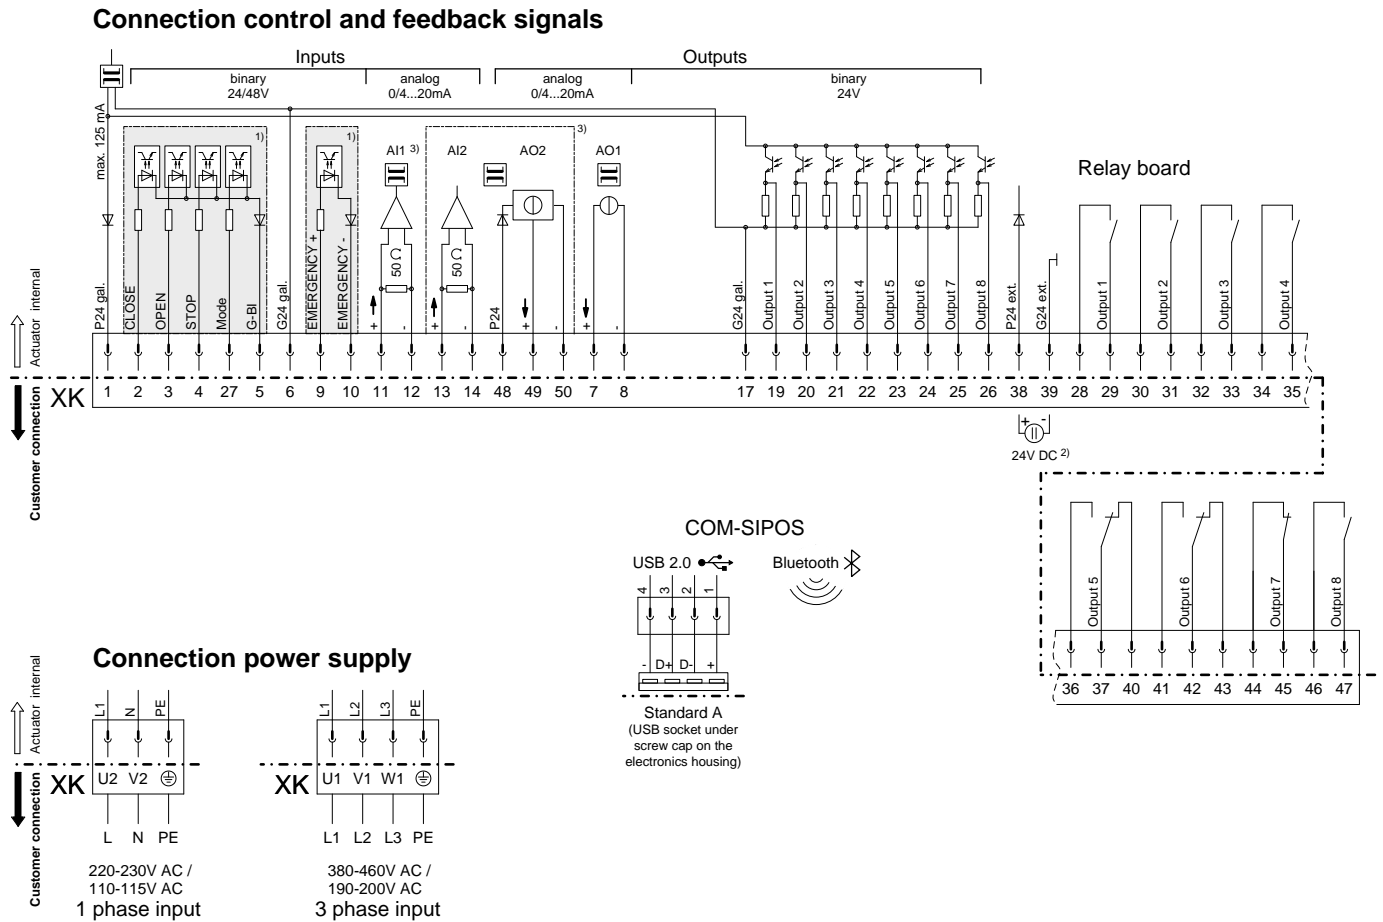 Connection control and feedback signals
Inputs
Outputs
binary
24/48V
analog
0/4...20mA
analog
0/4...20mA
binary
24V
max. 125 mA
1)
1)
AI1 3)
AI2
3)
AO2
AO1
50 Ω
50 Ω
Relay board
Actuator internal
P24 gal.
CLOSE
OPEN
STOP
Mode
G-BI
G24 gal.
EMERGENCY +
EMERGENCY -
+
-
+
-
P24
+
-
+
-
G24 gal.
Output 1
Output 2
Output 3
Output 4
Output 5
Output 6
Output 7
Output 8
P24 ext.
G24 ext.
Output 1
Output 2
Output 3
Output 4
Customer connection
XK 1 2 3 4 27 5 6 9 10 11 12 13 14 48 49 50 7 8 17 19 20 21 22 23 24 25 26 38 39 28 29 30 31 32 33 34 35
+ -
24V DC 2)
Output 5
Output 6
Output 7
Output 8
36 37 40 41 42 43 44 45 46 47
COM-SIPOS
USB 2.0
Bluetooth
4 3 2 1
- D+ D- +
Standard A
(USB socket under
screw cap on the
electronics housing)
Connection power supply
Actuator internal
Customer connection
L1 N PE
XK U2 V2
L N PE
220-230V AC /
110-115V AC
1 phase input
L1 L2 L3 PE
XK U1 V1 W1
L1 L2 L3 PE
380-460V AC /
190-200V AC
3 phase input